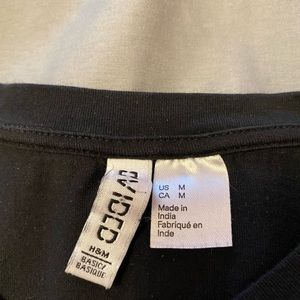 DIVIDED
H&M
BASIC/
BASIQUE
US M
CA M
Made in
India
Fabriqué en
Inde